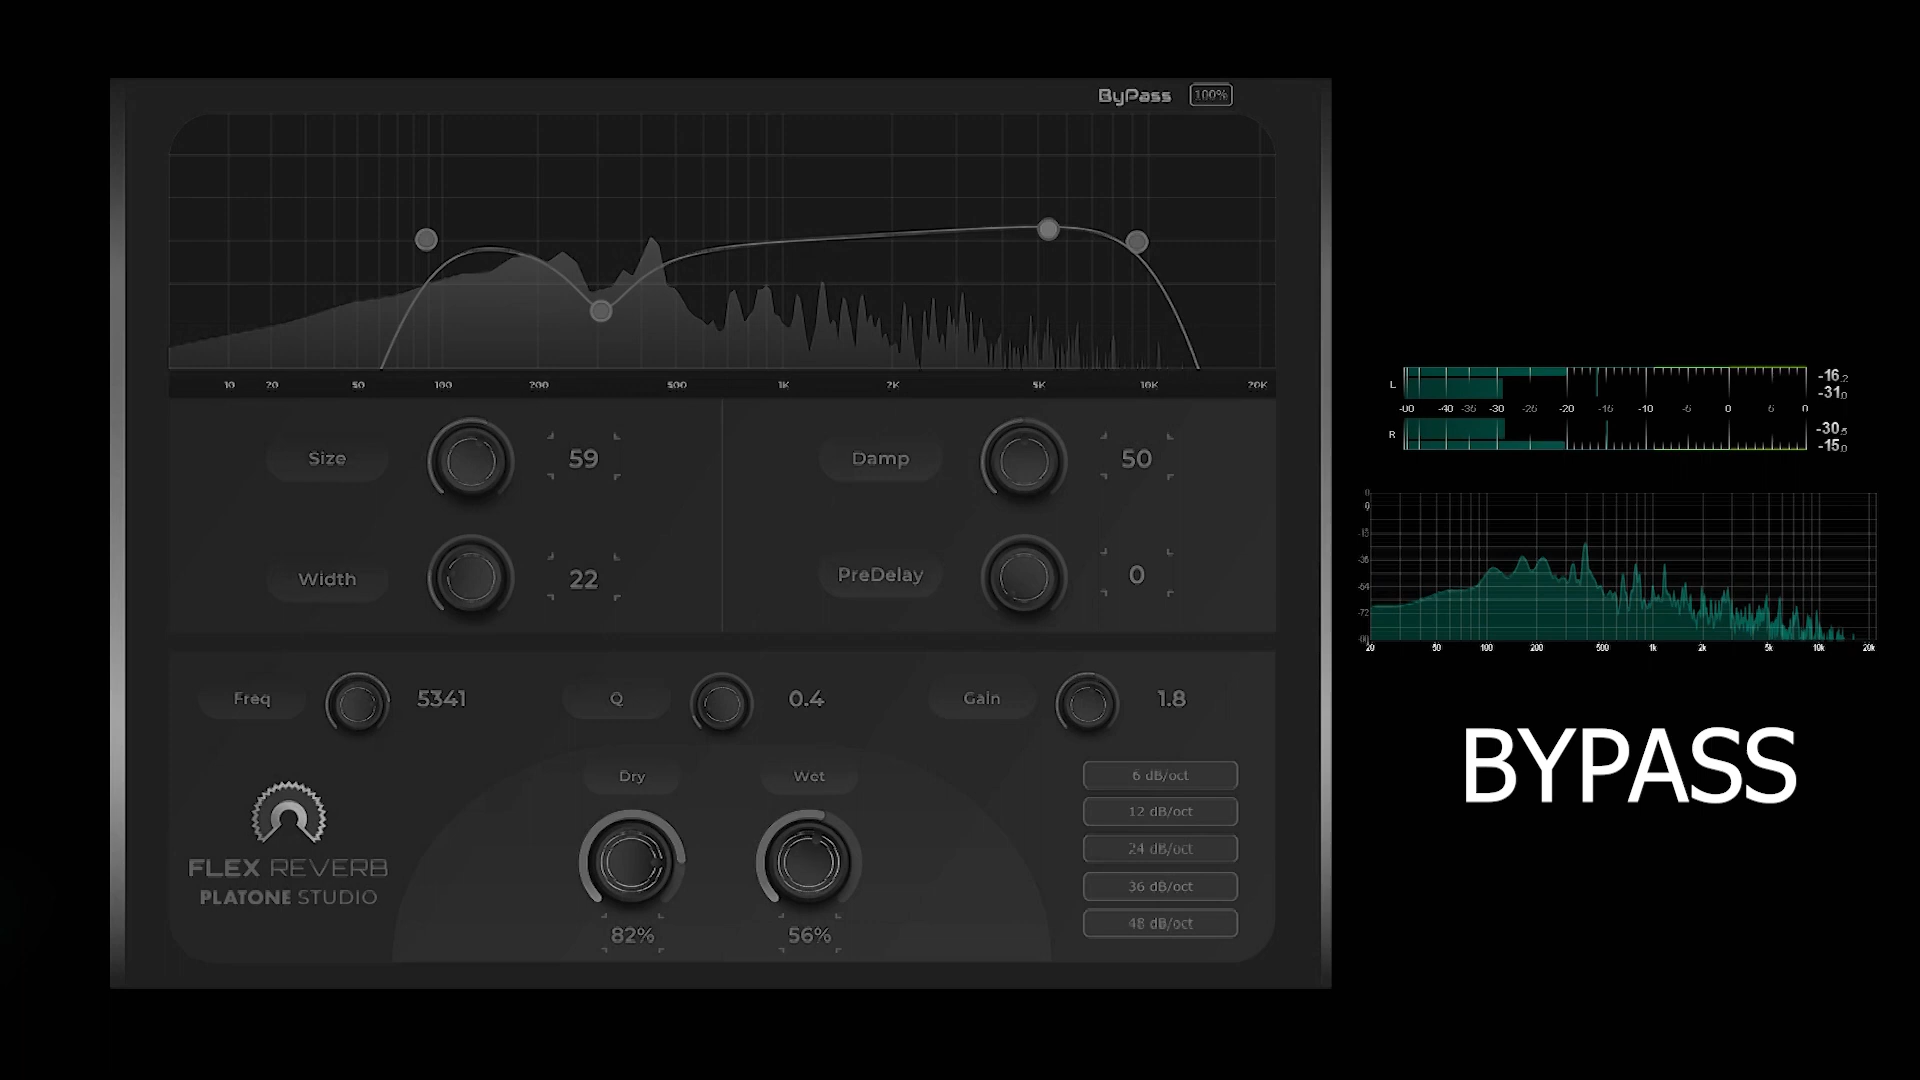 ByPass 100%
10 20 50 100 200 500 1K 2K 5K 10K 20K
Size 59 Damp 50
Width 22 PreDelay 0
Freq 5341 Q 0.4 Gain 1.8
Dry Wet
82% 56%
6 dB/oct
12 dB/oct
24 dB/oct
36 dB/oct
48 dB/oct
FLEX REVERB
PLATONE STUDIO
L -16.2
-31.0
-40 -30 -20 -10 0 0
R -30.5
-15.0
20 50 100 200 500 1k 2k 5k 10k 20k
BYPASS